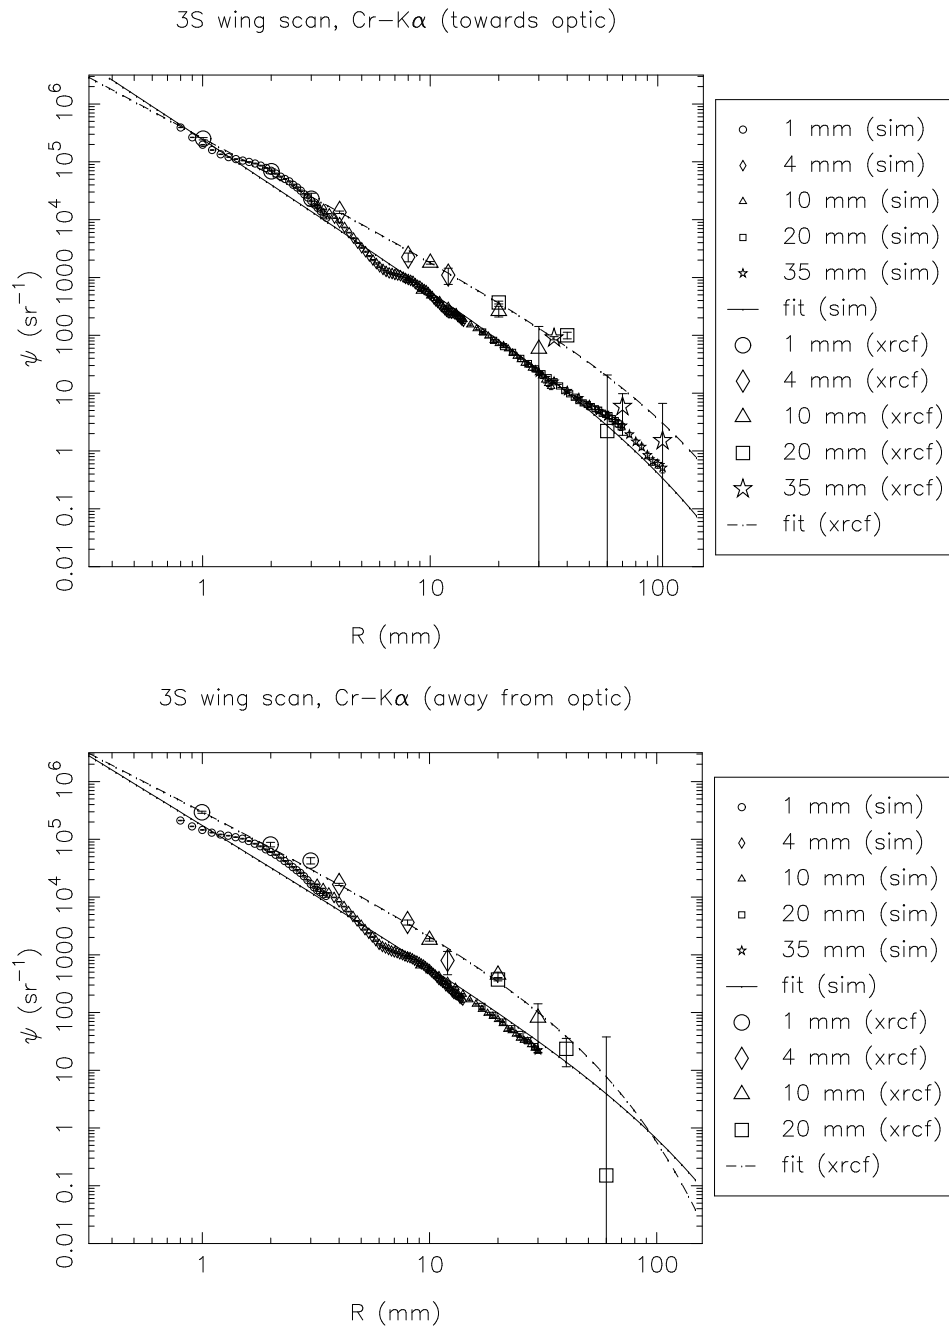 3S wing scan, Cr−Kα (towards optic)
10⁶
10⁵
10⁴
1000
100
10
1
0.1
0.01
ψ (sr⁻¹)
1 10 100
R (mm)
1 mm (sim)
4 mm (sim)
10 mm (sim)
20 mm (sim)
35 mm (sim)
fit (sim)
1 mm (xrcf)
4 mm (xrcf)
10 mm (xrcf)
20 mm (xrcf)
35 mm (xrcf)
fit (xrcf)
3S wing scan, Cr−Kα (away from optic)
10⁶
10⁵
10⁴
1000
100
10
1
0.1
0.01
ψ (sr⁻¹)
1 10 100
R (mm)
1 mm (sim)
4 mm (sim)
10 mm (sim)
20 mm (sim)
35 mm (sim)
fit (sim)
1 mm (xrcf)
4 mm (xrcf)
10 mm (xrcf)
20 mm (xrcf)
fit (xrcf)